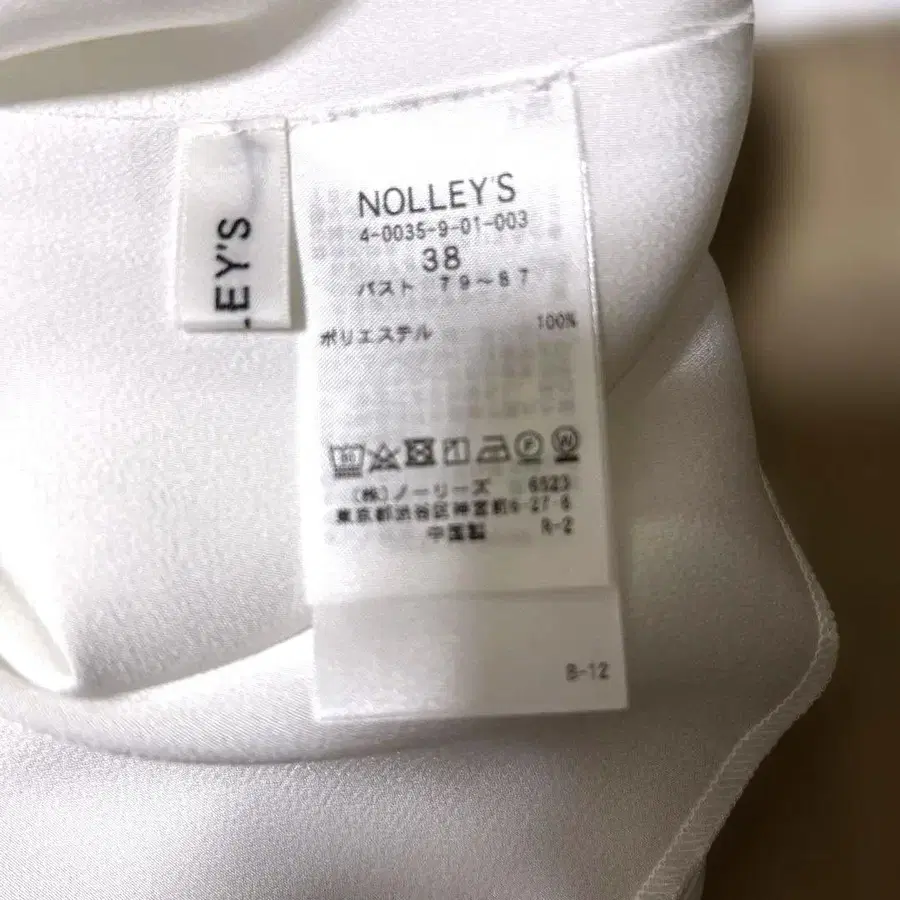 LEY'S
NOLLEY'S
4-0035-9-01-003
38
バスト 79~87
ポリエステル 100%
(株)ノーリーズ 6523
東京都渋谷区神宮前6-27-8
中国製 R-2
B-12